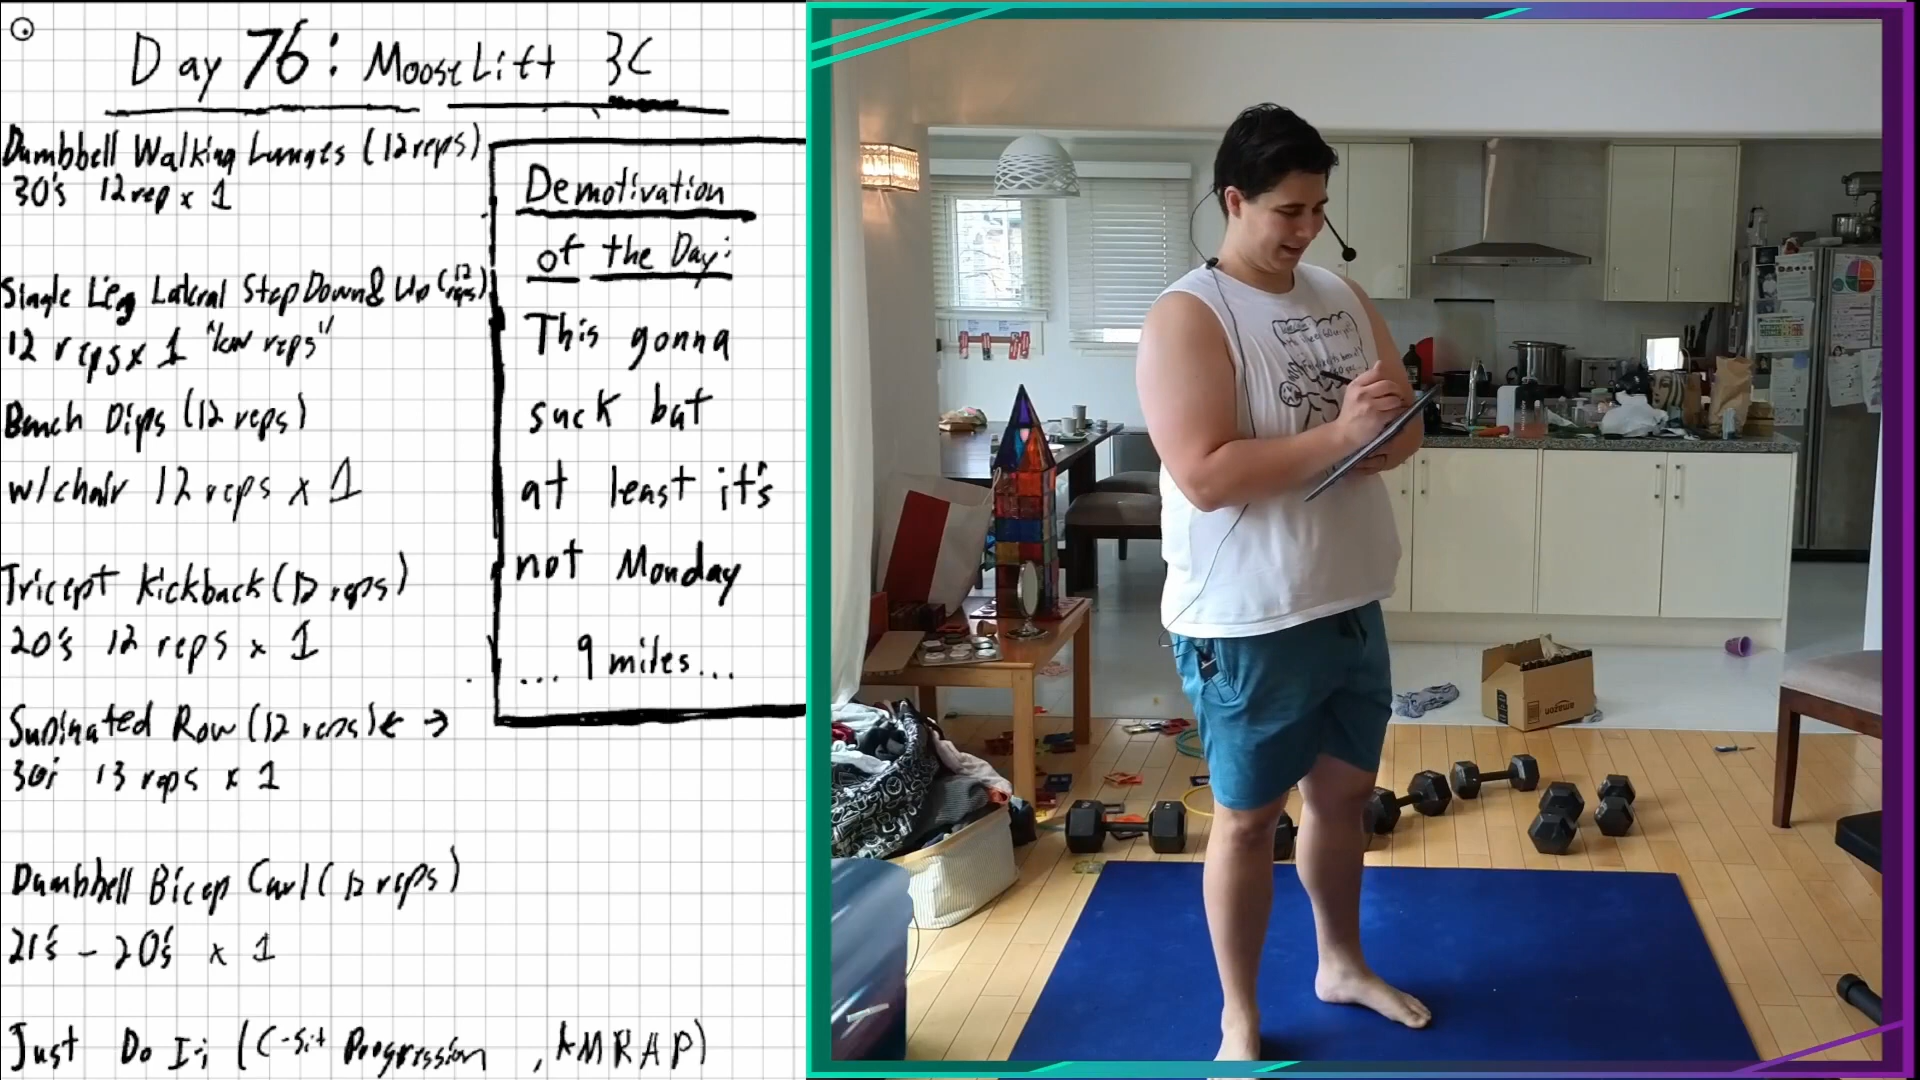 Day 76: MooseLift 3C
Dumbbell Walking Lunges (12 reps)
30's 12 rep x 1
Single Leg Lateral Step Down & Up (12 reps)
12 reps x 1 "low reps"
Bench Dips (12 reps)
w/chair 12 reps x 1
Tricept Kickback (12 reps)
20's 12 reps x 1
Supinated Row (12 reps) ← →
30's 13 reps x 1
Dumbbell Bicep Curl (12 reps)
21's - 20's x 1
Just Do It; (C-Sit Progression, AMRAP)
Demotivation
of the Day:
This gonna
suck but
at least it's
not Monday
... 9 miles...
amazon